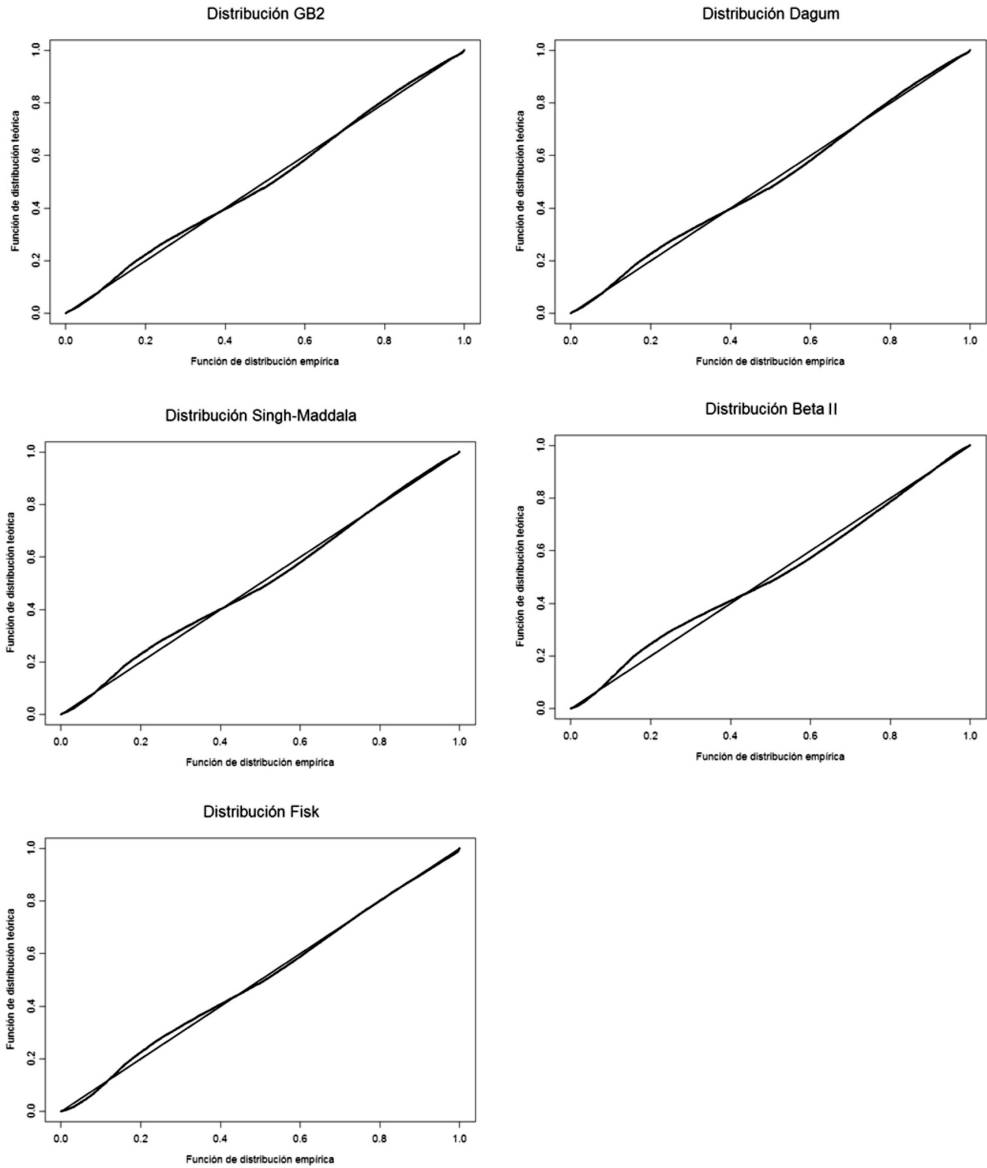 Distribución GB2
Función de distribución teórica
1.0
0.8
0.6
0.4
0.2
0.0
0.0 0.2 0.4 0.6 0.8 1.0
Función de distribución empírica
Distribución Dagum
Función de distribución teórica
1.0
0.8
0.6
0.4
0.2
0.0
0.0 0.2 0.4 0.6 0.8 1.0
Función de distribución empírica
Distribución Singh-Maddala
Función de distribución teórica
1.0
0.8
0.6
0.4
0.2
0.0
0.0 0.2 0.4 0.6 0.8 1.0
Función de distribución empírica
Distribución Beta II
Función de distribución teórica
1.0
0.8
0.6
0.4
0.2
0.0
0.0 0.2 0.4 0.6 0.8 1.0
Función de distribución empírica
Distribución Fisk
Función de distribución teórica
1.0
0.8
0.6
0.4
0.2
0.0
0.0 0.2 0.4 0.6 0.8 1.0
Función de distribución empírica